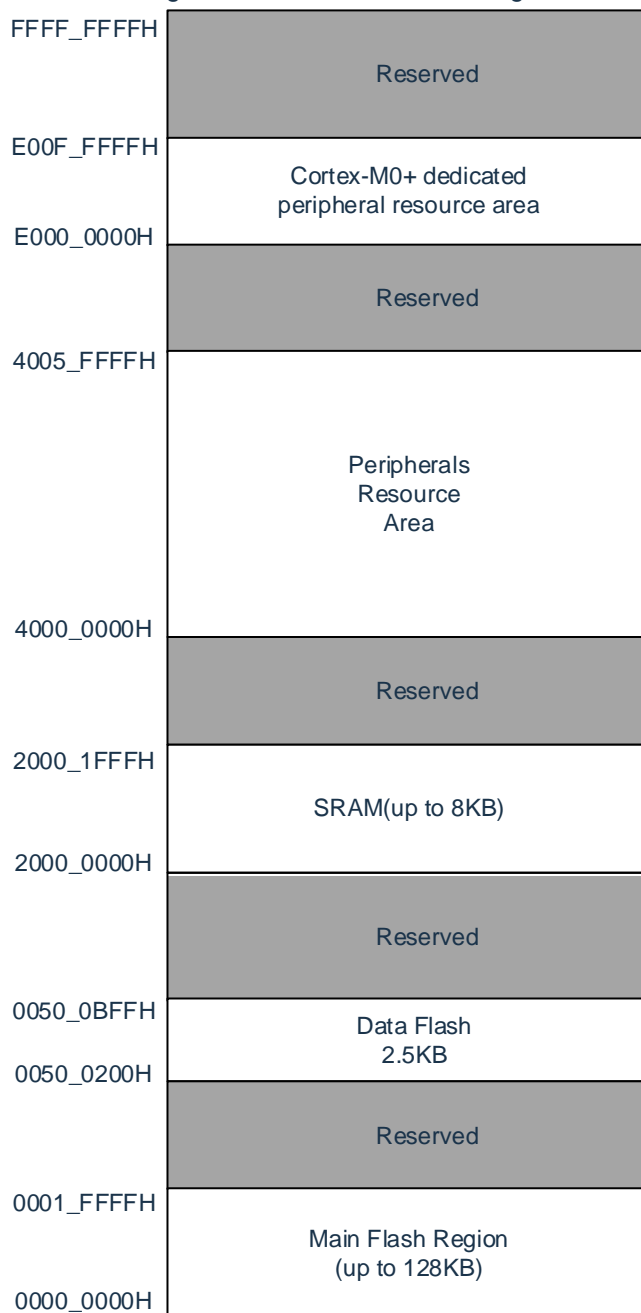 FFFF_FFFFH
Reserved
E00F_FFFFH
Cortex-M0+ dedicated
peripheral resource area
E000_0000H
Reserved
4005_FFFFH
Peripherals
Resource
Area
4000_0000H
Reserved
2000_1FFFH
SRAM(up to 8KB)
2000_0000H
Reserved
0050_0BFFH
Data Flash
2.5KB
0050_0200H
Reserved
0001_FFFFH
Main Flash Region
(up to 128KB)
0000_0000H